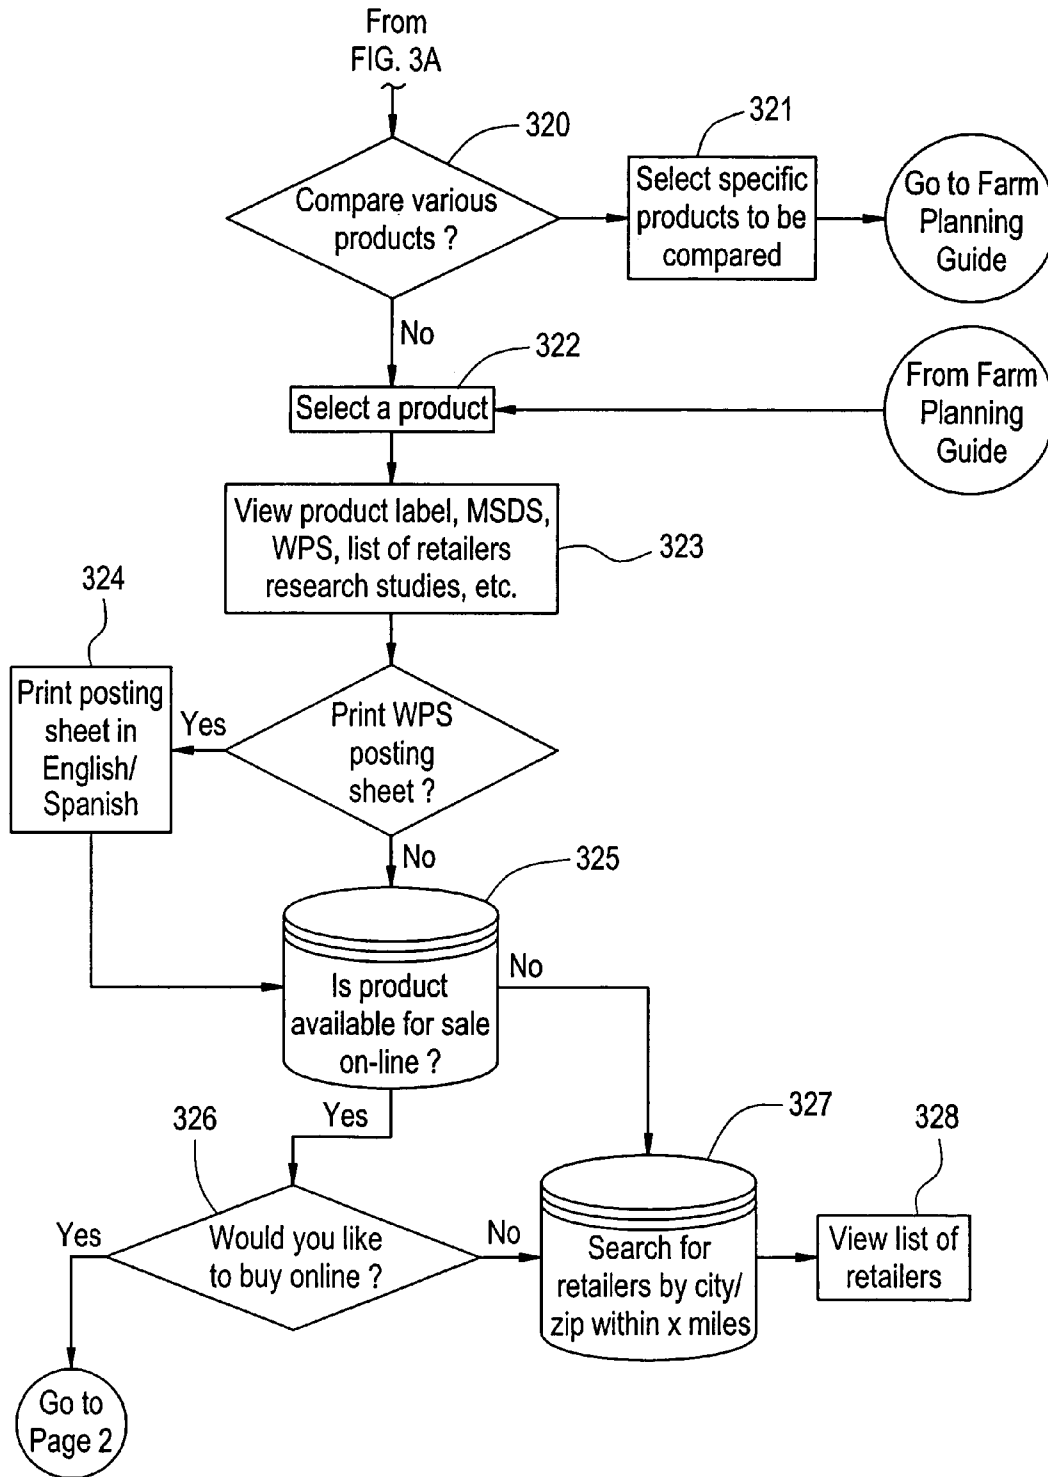 From
FIG. 3A
320
321
Compare various
products ?
Select specific
products to be
compared
Go to Farm
Planning
Guide
No
322
Select a product
From Farm
Planning
Guide
View product label, MSDS,
WPS, list of retailers
research studies, etc.
323
324
Print posting
sheet in
English/
Spanish
Yes
Print WPS
posting
sheet ?
No
325
Is product
available for sale
on-line ?
No
Yes
326
327
328
Yes
Would you like
to buy online ?
No
Search for
retailers by city/
zip within x miles
View list of
retailers
Go to
Page 2